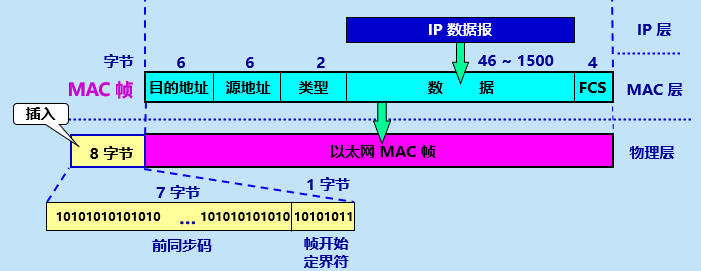 IP 数据报
IP 层
字节
6
6
2
46 ~ 1500
4
MAC 帧
目的地址
源地址
类型
数 据
FCS
MAC 层
插入
8 字节
以太网 MAC 帧
物理层
7 字节
1 字节
10101010101010 … 101010101010
10101011
前同步码
帧开始
定界符